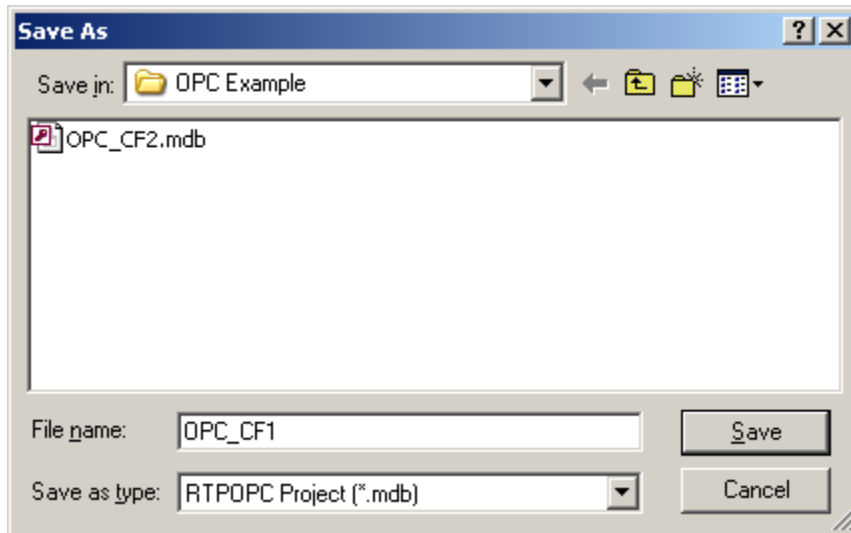 Save As
Save in: OPC Example
OPC_CF2.mdb
File name: OPC_CF1 Save
Save as type: RTPOPC Project (*.mdb) Cancel